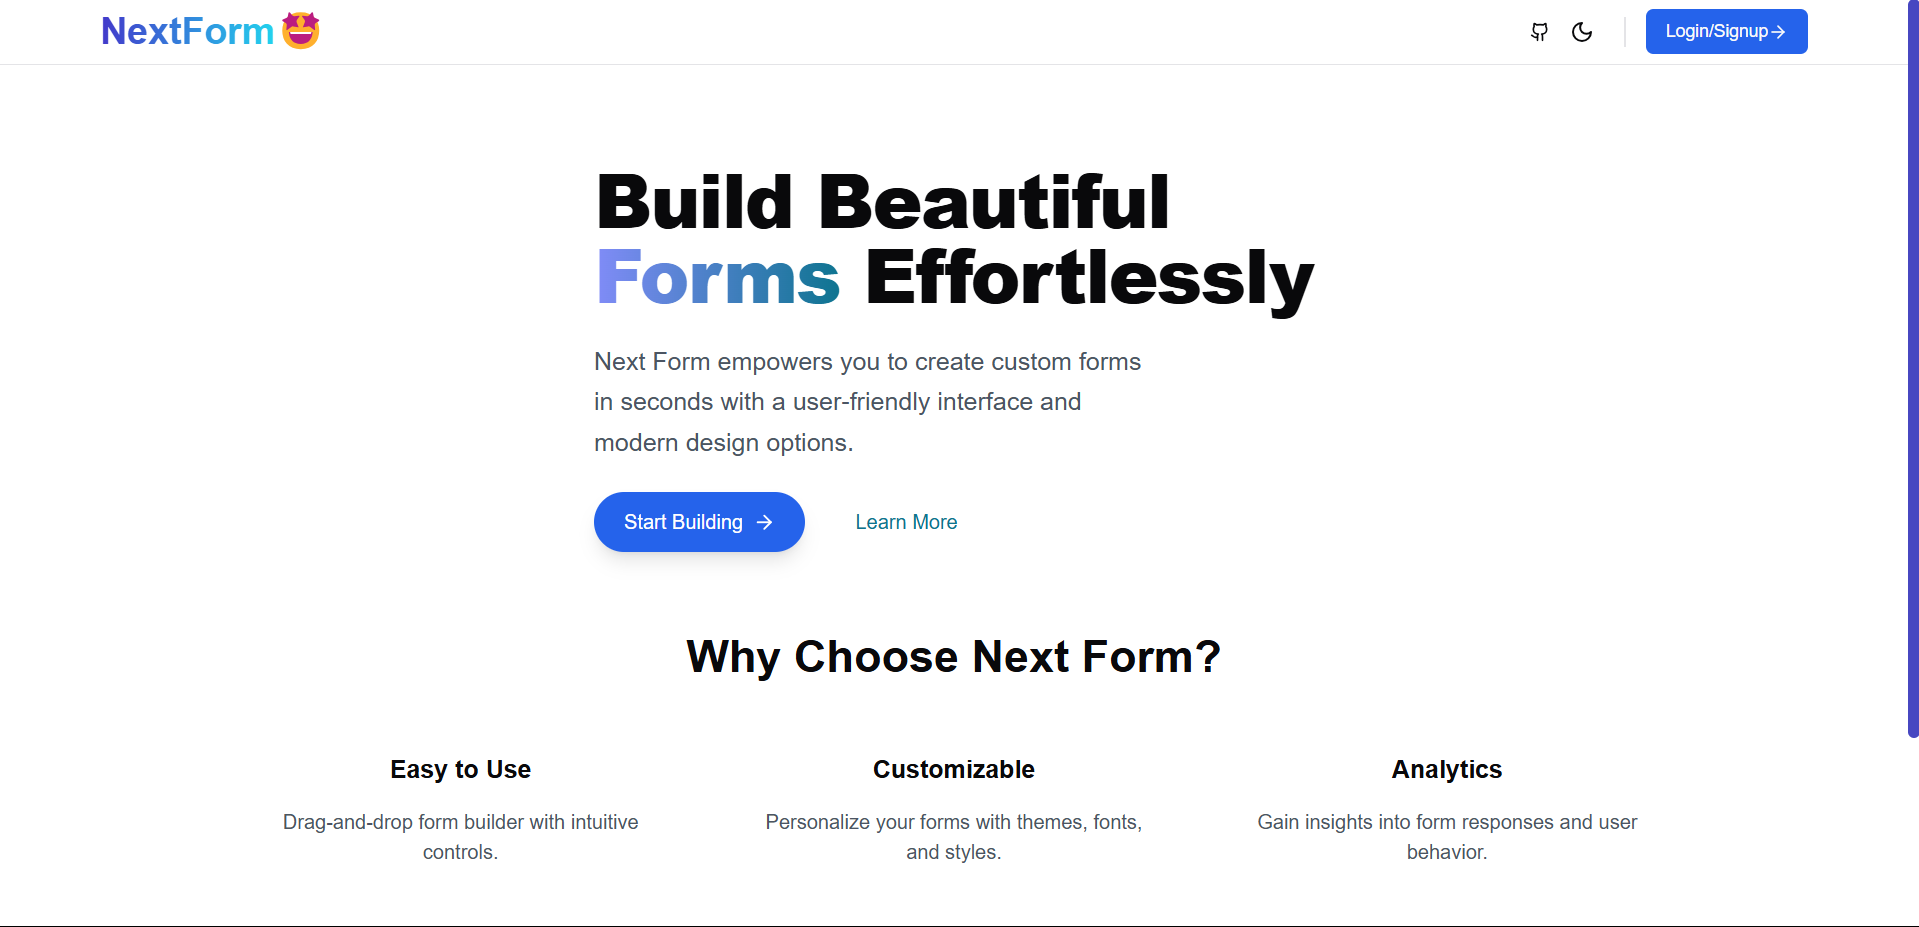 NextForm
Login/Signup
Build Beautiful
Forms Effortlessly
Next Form empowers you to create custom forms
in seconds with a user-friendly interface and
modern design options.
Start Building
Learn More
Why Choose Next Form?
Easy to Use
Drag-and-drop form builder with intuitive
controls.
Customizable
Personalize your forms with themes, fonts,
and styles.
Analytics
Gain insights into form responses and user
behavior.